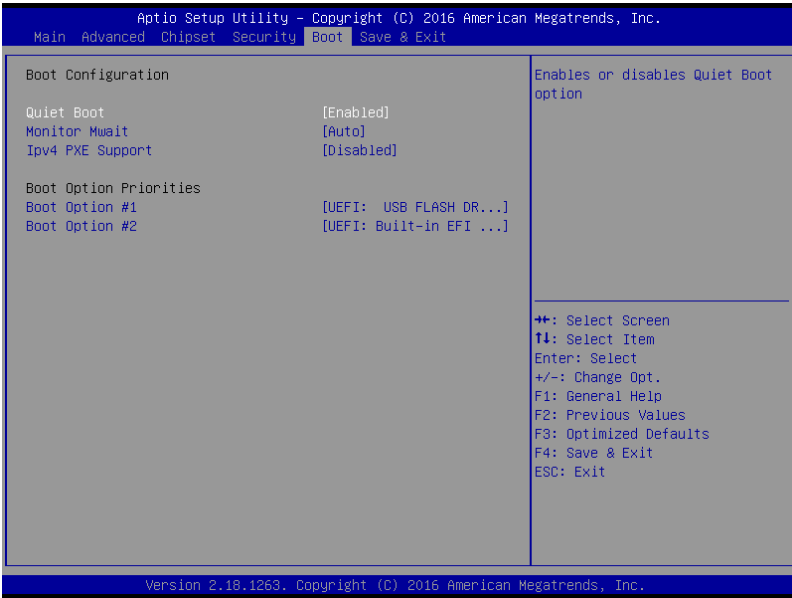 Aptio Setup Utility – Copyright (C) 2016 American Megatrends, Inc.
Main Advanced Chipset Security Boot Save & Exit
Boot Configuration
Quiet Boot [Enabled]
Monitor Mwait [Auto]
Ipv4 PXE Support [Disabled]
Boot Option Priorities
Boot Option #1 [UEFI:  USB FLASH DR...]
Boot Option #2 [UEFI: Built-in EFI ...]
Enables or disables Quiet Boot
option
→←: Select Screen
↑↓: Select Item
Enter: Select
+/-: Change Opt.
F1: General Help
F2: Previous Values
F3: Optimized Defaults
F4: Save & Exit
ESC: Exit
Version 2.18.1263. Copyright (C) 2016 American Megatrends, Inc.